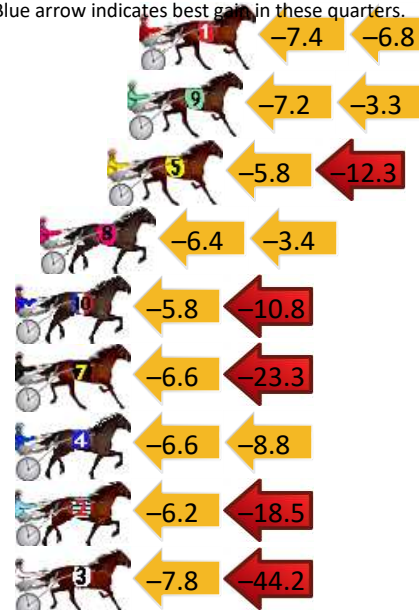 Blue arrow indicates best gain in these quarters.
1 –7.4 –6.8
9 –7.2 –3.3
5 –5.8 –12.3
8 –6.4 –3.4
10 –5.8 –10.8
7 –6.6 –23.3
4 –6.6 –8.8
2 –6.2 –18.5
3 –7.8 –44.2